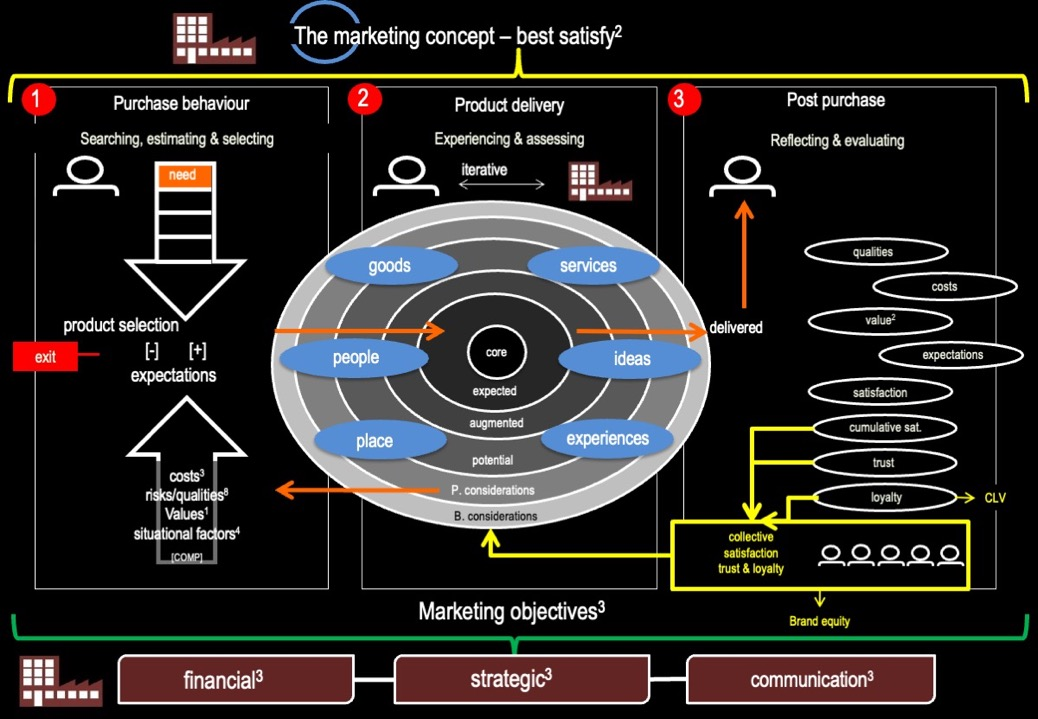 The marketing concept – best satisfy²
1
Purchase behaviour
Searching, estimating & selecting
need
product selection
[-] [+]
expectations
exit
costs³
risks/qualities⁸
Values¹
situational factors⁴
[COMP]
2
Product delivery
Experiencing & assessing
iterative
goods
services
people
ideas
place
experiences
core
expected
augmented
potential
P. considerations
B. considerations
3
Post purchase
Reflecting & evaluating
delivered
qualities
costs
value²
expectations
satisfaction
cumulative sat.
trust
loyalty
CLV
collective
satisfaction
trust & loyalty
Brand equity
Marketing objectives³
financial³
strategic³
communication³